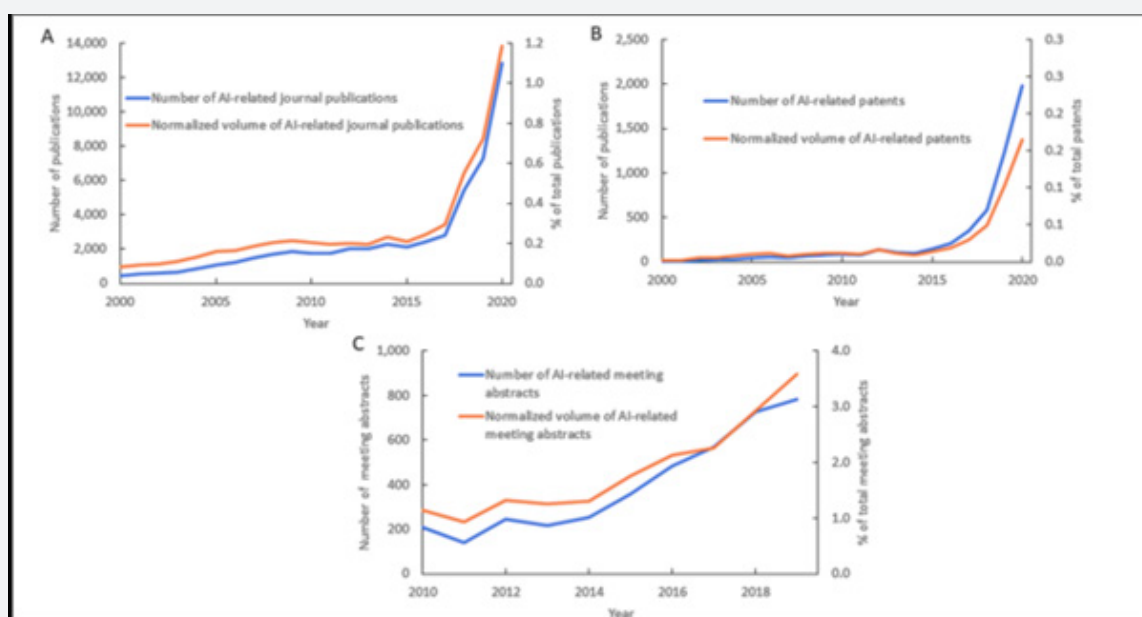 A
14,000
12,000
10,000
8,000
6,000
4,000
2,000
0
Number of publications
Number of AI-related journal publications
Normalized volume of AI-related journal publications
1.2
1.0
0.8
0.6
0.4
0.2
0.0
% of total publications
2000
2005
2010
2015
2020
Year
B
2,500
2,000
1,500
1,000
500
0
Number of publications
Number of AI-related patents
Normalized volume of AI-related patents
0.3
0.3
0.2
0.2
0.1
0.1
0.0
% of total patents
2000
2005
2010
2015
2020
Year
C
1,000
800
600
400
200
0
Number of meeting abstracts
Number of AI-related meeting
abstracts
Normalized volume of AI-related
meeting abstracts
4.0
3.0
2.0
1.0
0.0
% of total meeting abstracts
2010
2012
2014
2016
2018
Year